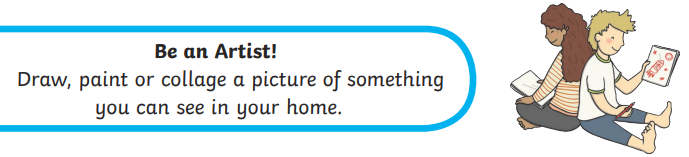 Be an Artist!
Draw, paint or collage a picture of something
you can see in your home.